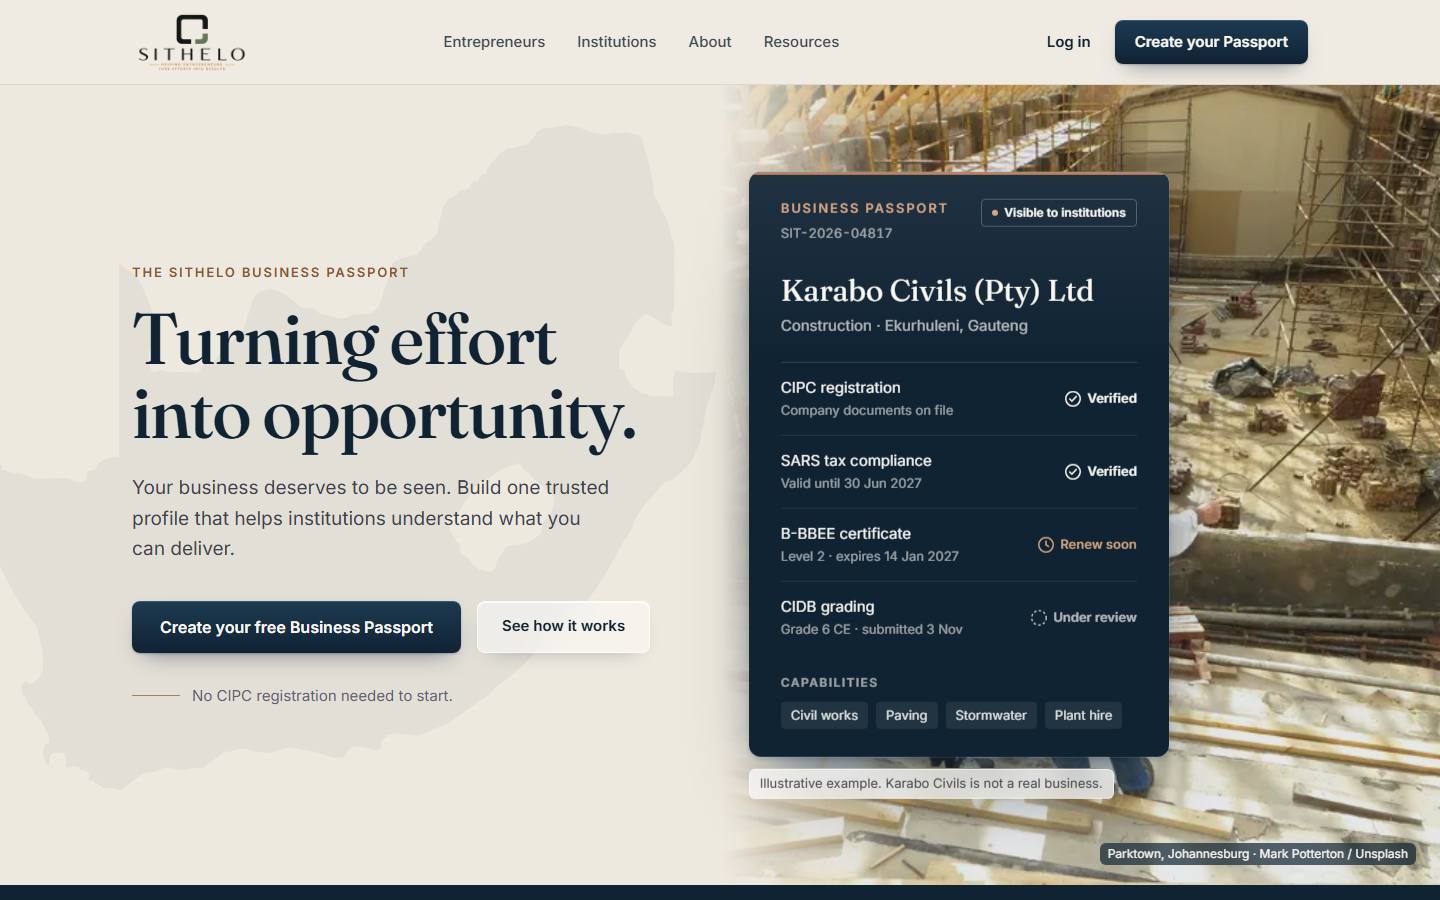 SITHELO
HELPING ENTREPRENEURS
TURN EFFORTS INTO RESULTS
Entrepreneurs
Institutions
About
Resources
Log in
Create your Passport
THE SITHELO BUSINESS PASSPORT
Turning effort
into opportunity.
Your business deserves to be seen. Build one trusted
profile that helps institutions understand what you
can deliver.
Create your free Business Passport
See how it works
No CIPC registration needed to start.
BUSINESS PASSPORT
Visible to institutions
SIT-2026-04817
Karabo Civils (Pty) Ltd
Construction · Ekurhuleni, Gauteng
CIPC registration
Company documents on file
Verified
SARS tax compliance
Valid until 30 Jun 2027
Verified
B-BBEE certificate
Level 2 · expires 14 Jan 2027
Renew soon
CIDB grading
Grade 6 CE · submitted 3 Nov
Under review
CAPABILITIES
Civil works
Paving
Stormwater
Plant hire
Illustrative example. Karabo Civils is not a real business.
Parktown, Johannesburg · Mark Potterton / Unsplash